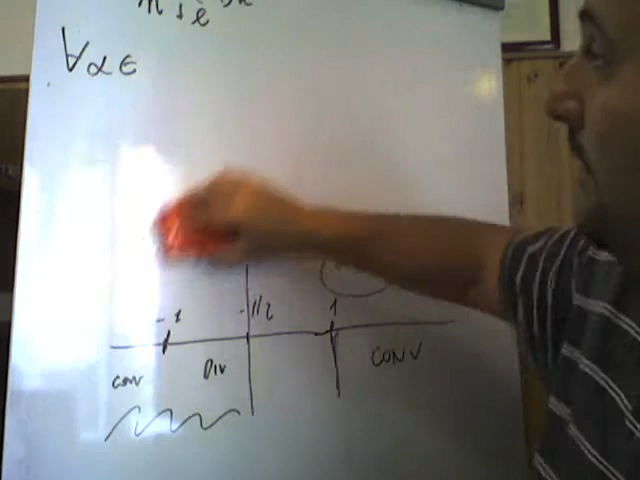 ∀α∈
-1 -1/2 1
CONV DIV CONV